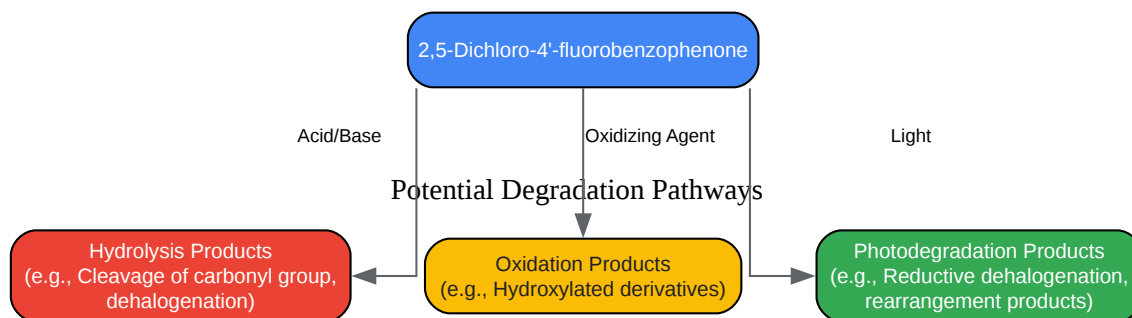 2,5-Dichloro-4'-fluorobenzophenone
Acid/Base
Oxidizing Agent
Light
Potential Degradation Pathways
Hydrolysis Products
(e.g., Cleavage of carbonyl group,
dehalogenation)
Oxidation Products
(e.g., Hydroxylated derivatives)
Photodegradation Products
(e.g., Reductive dehalogenation,
rearrangement products)